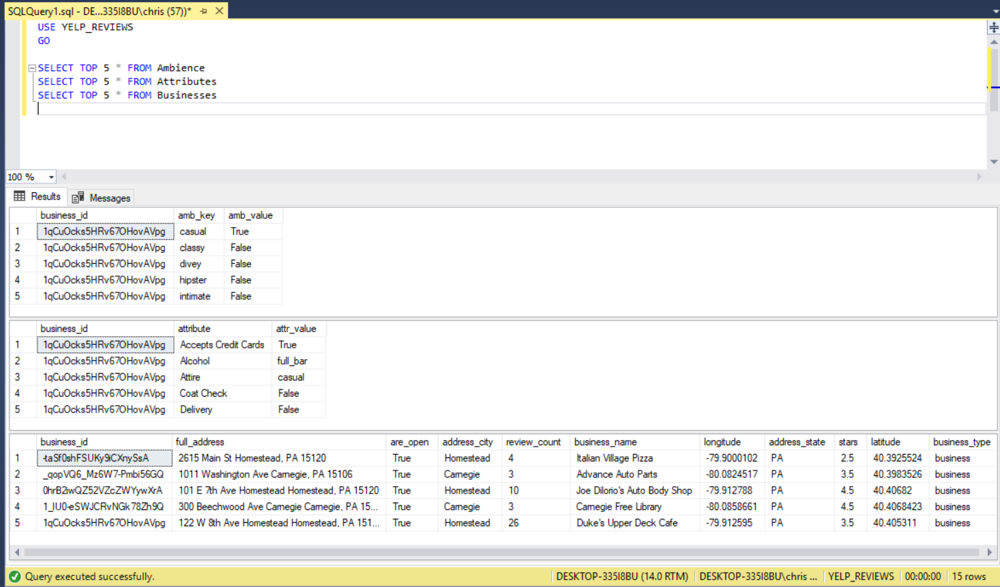 SQLQuery1.sql - DE...335I8BU\chris (57))*
USE YELP_REVIEWS
GO
SELECT TOP 5 * FROM Ambience
SELECT TOP 5 * FROM Attributes
SELECT TOP 5 * FROM Businesses
100 %
Results Messages
business_id amb_key amb_value
1 1qCuOcks5HRv67OHovAVpg casual True
2 1qCuOcks5HRv67OHovAVpg classy False
3 1qCuOcks5HRv67OHovAVpg divey False
4 1qCuOcks5HRv67OHovAVpg hipster False
5 1qCuOcks5HRv67OHovAVpg intimate False
business_id attribute attr_value
1 1qCuOcks5HRv67OHovAVpg Accepts Credit Cards True
2 1qCuOcks5HRv67OHovAVpg Alcohol full_bar
3 1qCuOcks5HRv67OHovAVpg Attire casual
4 1qCuOcks5HRv67OHovAVpg Coat Check False
5 1qCuOcks5HRv67OHovAVpg Delivery False
business_id full_address are_open address_city review_count business_name longitude address_state stars latitude business_type
1 -taSf0shFSUKy9iCXnySsA 2615 Main St Homestead, PA 15120 True Homestead 4 Italian Village Pizza -79.9000102 PA 2.5 40.3925524 business
2 _qopVQ6_Mz6W7-Pmbi56GQ 1011 Washington Ave Carnegie, PA 15106 True Carnegie 3 Advance Auto Parts -80.0824517 PA 3.5 40.3983526 business
3 0hrB2iwQZ52VZcZWYywXrA 101 E 7th Ave Homestead Homestead, PA 15120 True Homestead 10 Joe DiIorio's Auto Body Shop -79.912788 PA 4.5 40.40682 business
4 1_IU0-eSWJCRvNGk78Zh9Q 300 Beechwood Ave Carnegie Carnegie, PA 15... True Carnegie 3 Carnegie Free Library -80.0858661 PA 4.5 40.4068423 business
5 1qCuOcks5HRv67OHovAVpg 122 W 8th Ave Homestead Homestead, PA 151... True Homestead 26 Duke's Upper Deck Cafe -79.912595 PA 3.5 40.405311 business
Query executed successfully. DESKTOP-335I8BU (14.0 RTM) DESKTOP-335I8BU\chris ... YELP_REVIEWS 00:00:00 15 rows